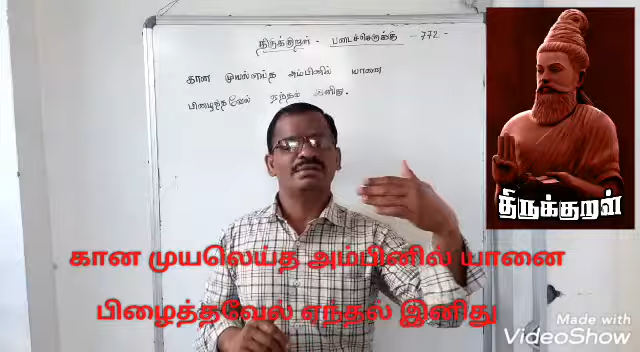 திருக்குறள் - படைச்செருக்கு - 772 -
கான முயல்எய்த அம்பினில் யானை
பிழைத்தவேல் ஏந்தல் இனிது.
திருக்குறள்
கான முயலெய்த அம்பினில் யானை
பிழைத்தவேல் ஏந்தல் இனிது
Made with
VideoShow